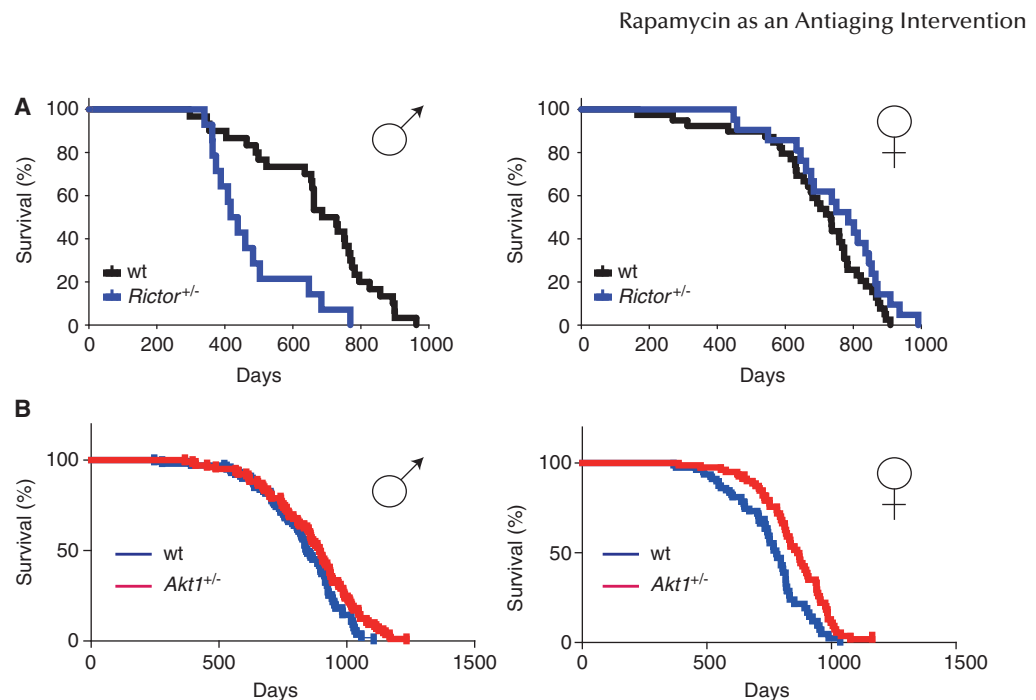 Rapamycin as an Antiaging Intervention
A
100
80
60
40
20
0
Survival (%)
wt
Rictor+/-
0 200 400 600 800 1000
Days
100
80
60
40
20
0
Survival (%)
wt
Rictor+/-
0 200 400 600 800 1000
Days
B
100
50
0
Survival (%)
wt
Akt1+/-
0 500 1000 1500
Days
100
50
0
Survival (%)
wt
Akt1+/-
0 500 1000 1500
Days